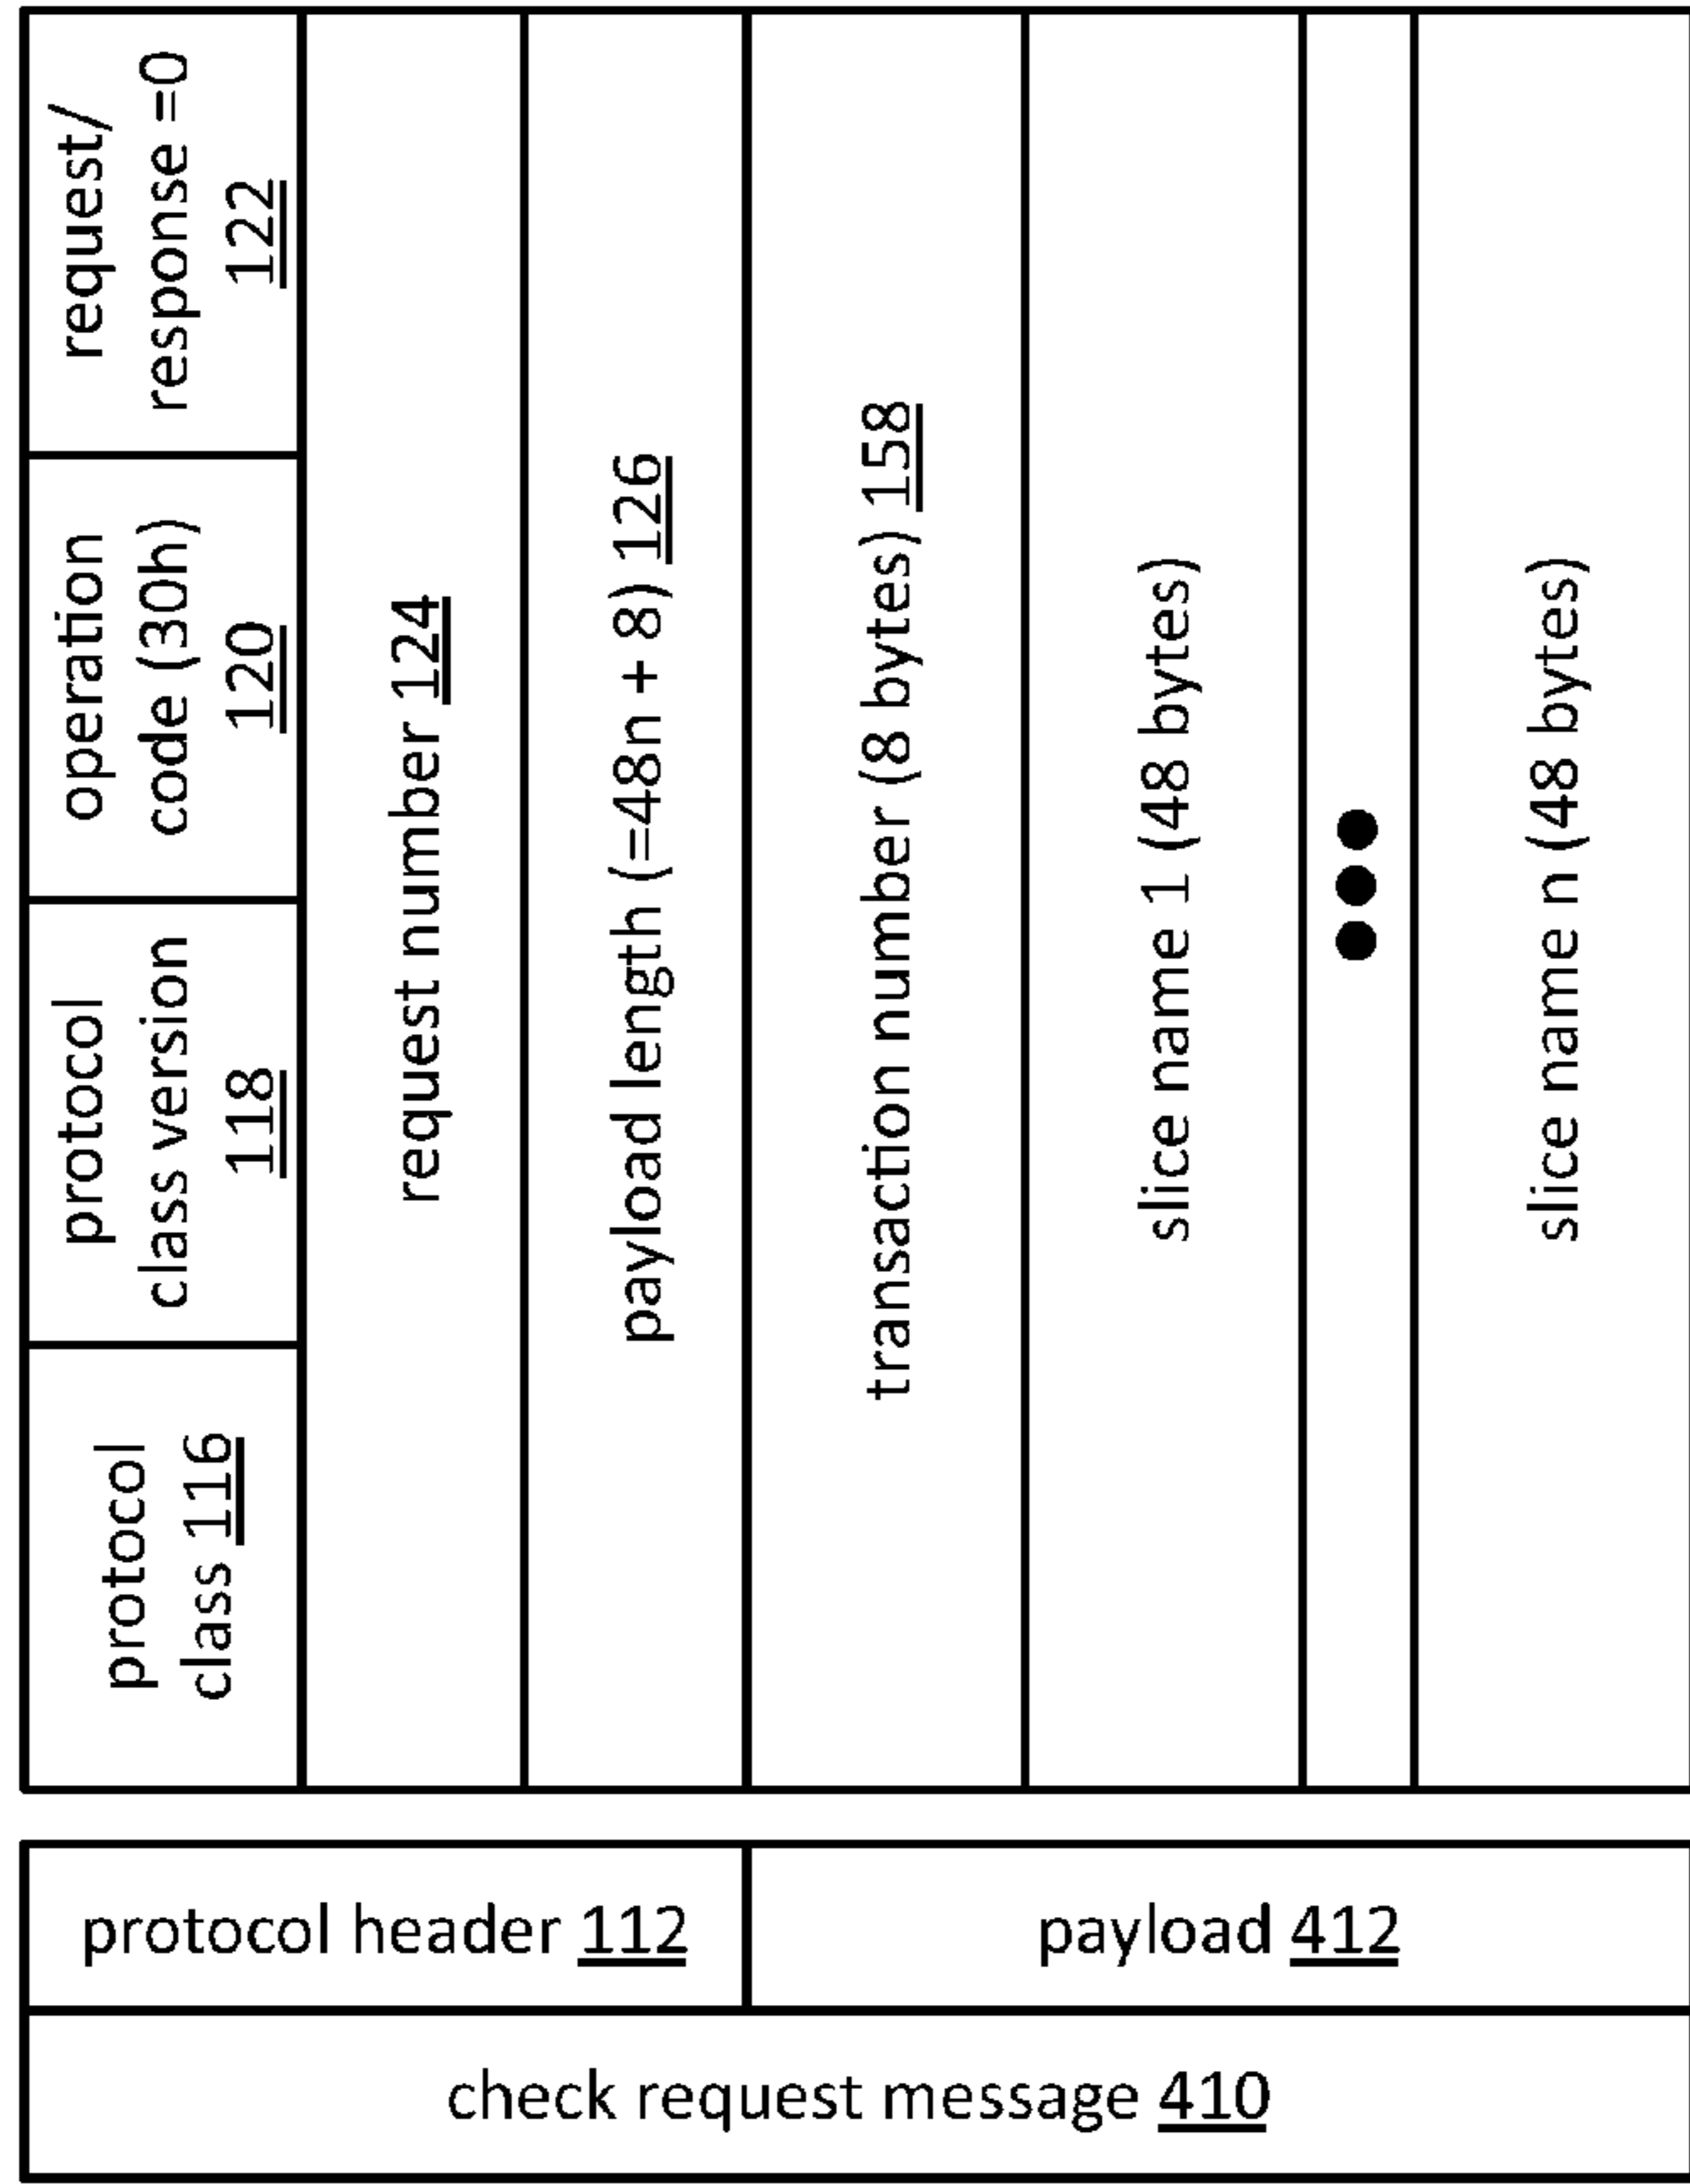 protocol
class 116
protocol
class version
118
operation
code (30h)
120
request/
response =0
122
request number 124
payload length (=48n + 8) 126
transaction number (8 bytes) 158
slice name 1 (48 bytes)
slice name n (48 bytes)
protocol header 112
payload 412
check request message 410